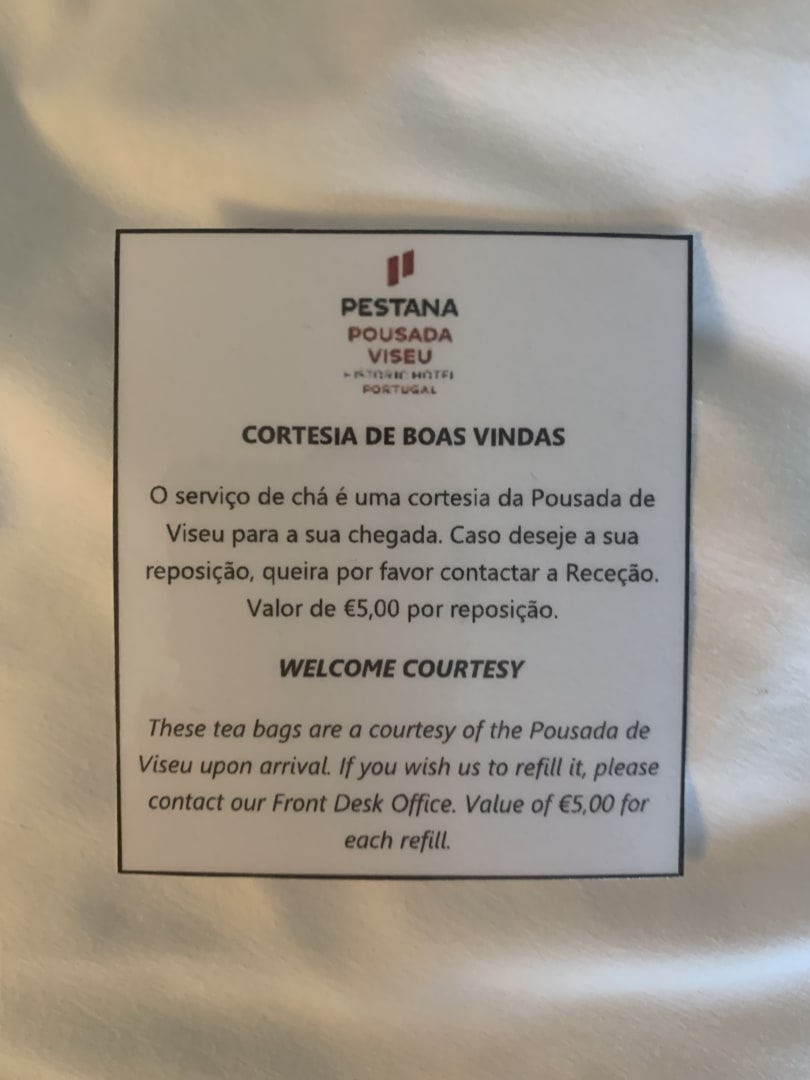 PESTANA
POUSADA
VISEU
HISTORIC HOTEL
PORTUGAL
CORTESIA DE BOAS VINDAS
O serviço de chá é uma cortesia da Pousada de
Viseu para a sua chegada. Caso deseje a sua
reposição, queira por favor contactar a Receção.
Valor de €5,00 por reposição.
WELCOME COURTESY
These tea bags are a courtesy of the Pousada de
Viseu upon arrival. If you wish us to refill it, please
contact our Front Desk Office. Value of €5,00 for
each refill.